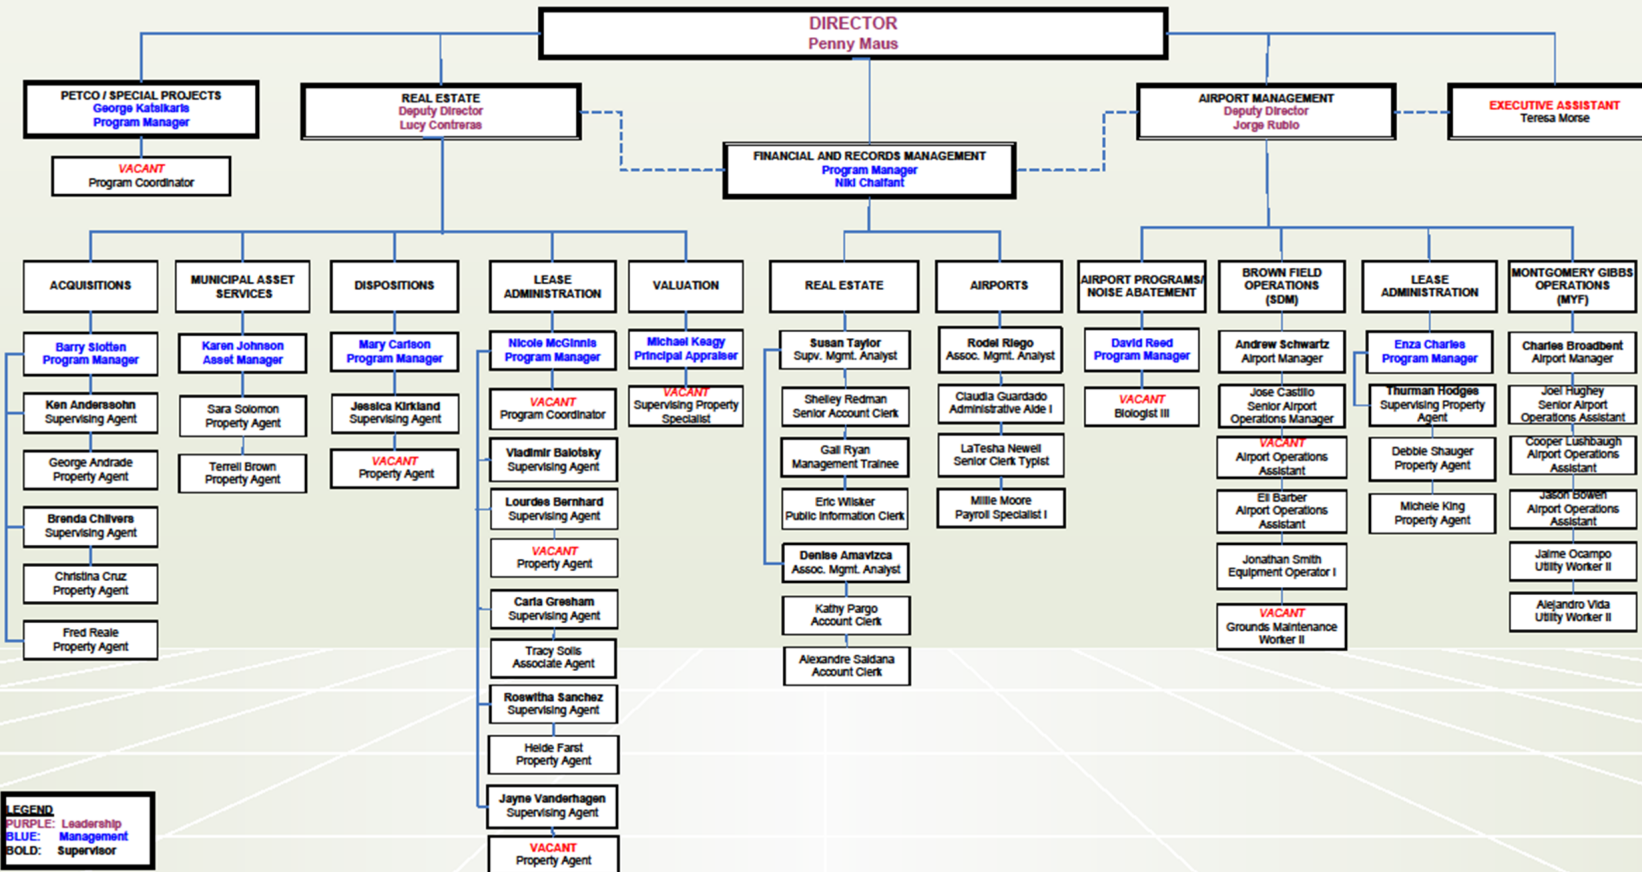 DIRECTOR
Penny Maus
PETCO / SPECIAL PROJECTS
George Katsikaris
Program Manager
VACANT
Program Coordinator
REAL ESTATE
Deputy Director
Lucy Contreras
FINANCIAL AND RECORDS MANAGEMENT
Program Manager
Niki Chalfant
AIRPORT MANAGEMENT
Deputy Director
Jorge Rubio
EXECUTIVE ASSISTANT
Teresa Morse
ACQUISITIONS
Barry Slotten
Program Manager
Ken Anderssohn
Supervising Agent
George Andrade
Property Agent
Brenda Chilvers
Supervising Agent
Christina Cruz
Property Agent
Fred Reale
Property Agent
MUNICIPAL ASSET
SERVICES
Karen Johnson
Asset Manager
Sara Solomon
Property Agent
Terrell Brown
Property Agent
DISPOSITIONS
Mary Carlson
Program Manager
Jessica Kirkland
Supervising Agent
VACANT
Property Agent
LEASE
ADMINISTRATION
Nicole McGinnis
Program Manager
VACANT
Program Coordinator
Vladimir Balotsky
Supervising Agent
Lourdes Bernhard
Supervising Agent
VACANT
Property Agent
Carla Gresham
Supervising Agent
Tracy Solis
Associate Agent
Roswitha Sanchez
Supervising Agent
Heide Farst
Property Agent
Jayne Vanderhagen
Supervising Agent
VACANT
Property Agent
VALUATION
Michael Keagy
Principal Appraiser
VACANT
Supervising Property
Specialist
REAL ESTATE
Susan Taylor
Supv. Mgmt. Analyst
Shelley Redman
Senior Account Clerk
Gail Ryan
Management Trainee
Eric Wisker
Public Information Clerk
Denise Amavizca
Assoc. Mgmt. Analyst
Kathy Pargo
Account Clerk
Alexandre Saldana
Account Clerk
AIRPORTS
Rodel Riego
Assoc. Mgmt. Analyst
Claudia Guardado
Administrative Aide I
LaTesha Newell
Senior Clerk Typist
Millie Moore
Payroll Specialist I
AIRPORT PROGRAMS/
NOISE ABATEMENT
David Reed
Program Manager
VACANT
Biologist III
BROWN FIELD
OPERATIONS
(SDM)
Andrew Schwartz
Airport Manager
Jose Castillo
Senior Airport
Operations Manager
VACANT
Airport Operations
Assistant
Eli Barber
Airport Operations
Assistant
Jonathan Smith
Equipment Operator I
VACANT
Grounds Maintenance
Worker II
LEASE
ADMINISTRATION
Enza Charles
Program Manager
Thurman Hodges
Supervising Property
Agent
Debbie Shauger
Property Agent
Michele King
Property Agent
MONTGOMERY GIBBS
OPERATIONS
(MYF)
Charles Broadbent
Airport Manager
Joel Hughey
Senior Airport
Operations Assistant
Cooper Lushbaugh
Airport Operations
Assistant
Jason Bowen
Airport Operations
Assistant
Jaime Ocampo
Utility Worker II
Alejandro Vida
Utility Worker II
LEGEND
PURPLE: Leadership
BLUE: Management
BOLD: Supervisor